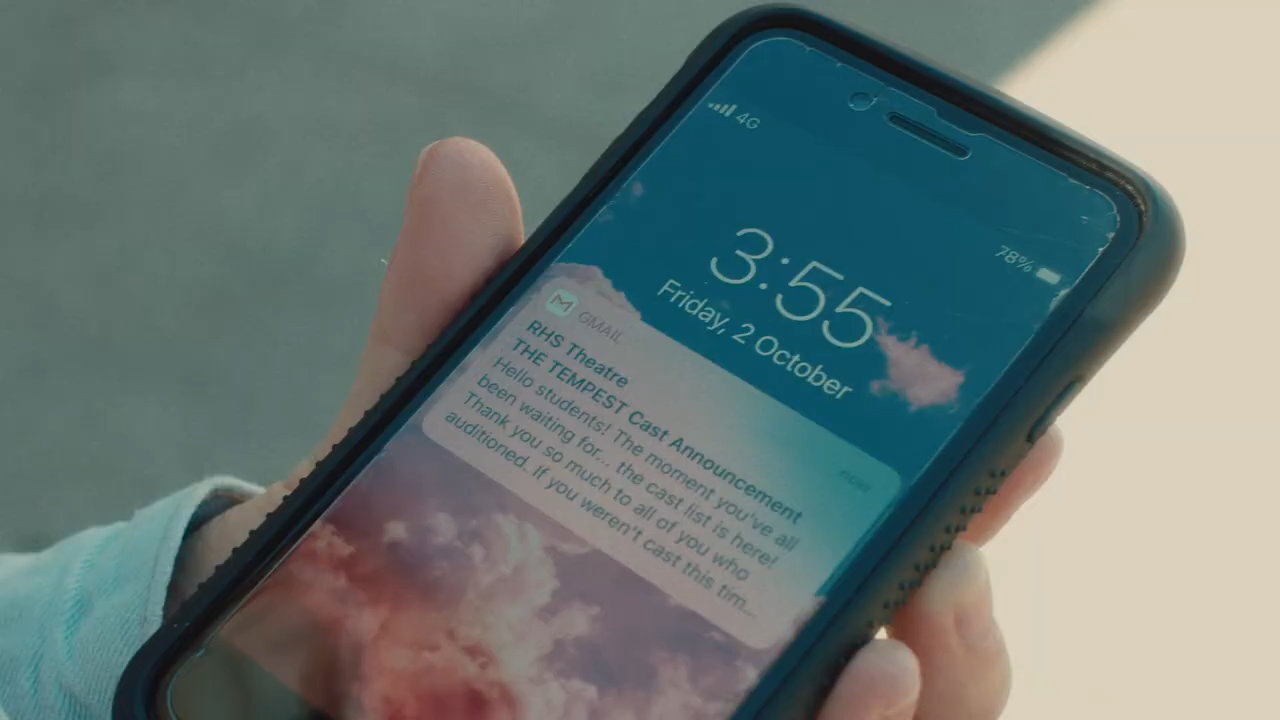 4G
78%
3:55
Friday, 2 October
GMAIL
now
RHS Theatre
THE TEMPEST Cast Announcement
Hello students! The moment you've all
been waiting for... the cast list is here!
Thank you so much to all of you who
auditioned. If you weren't cast this tim...